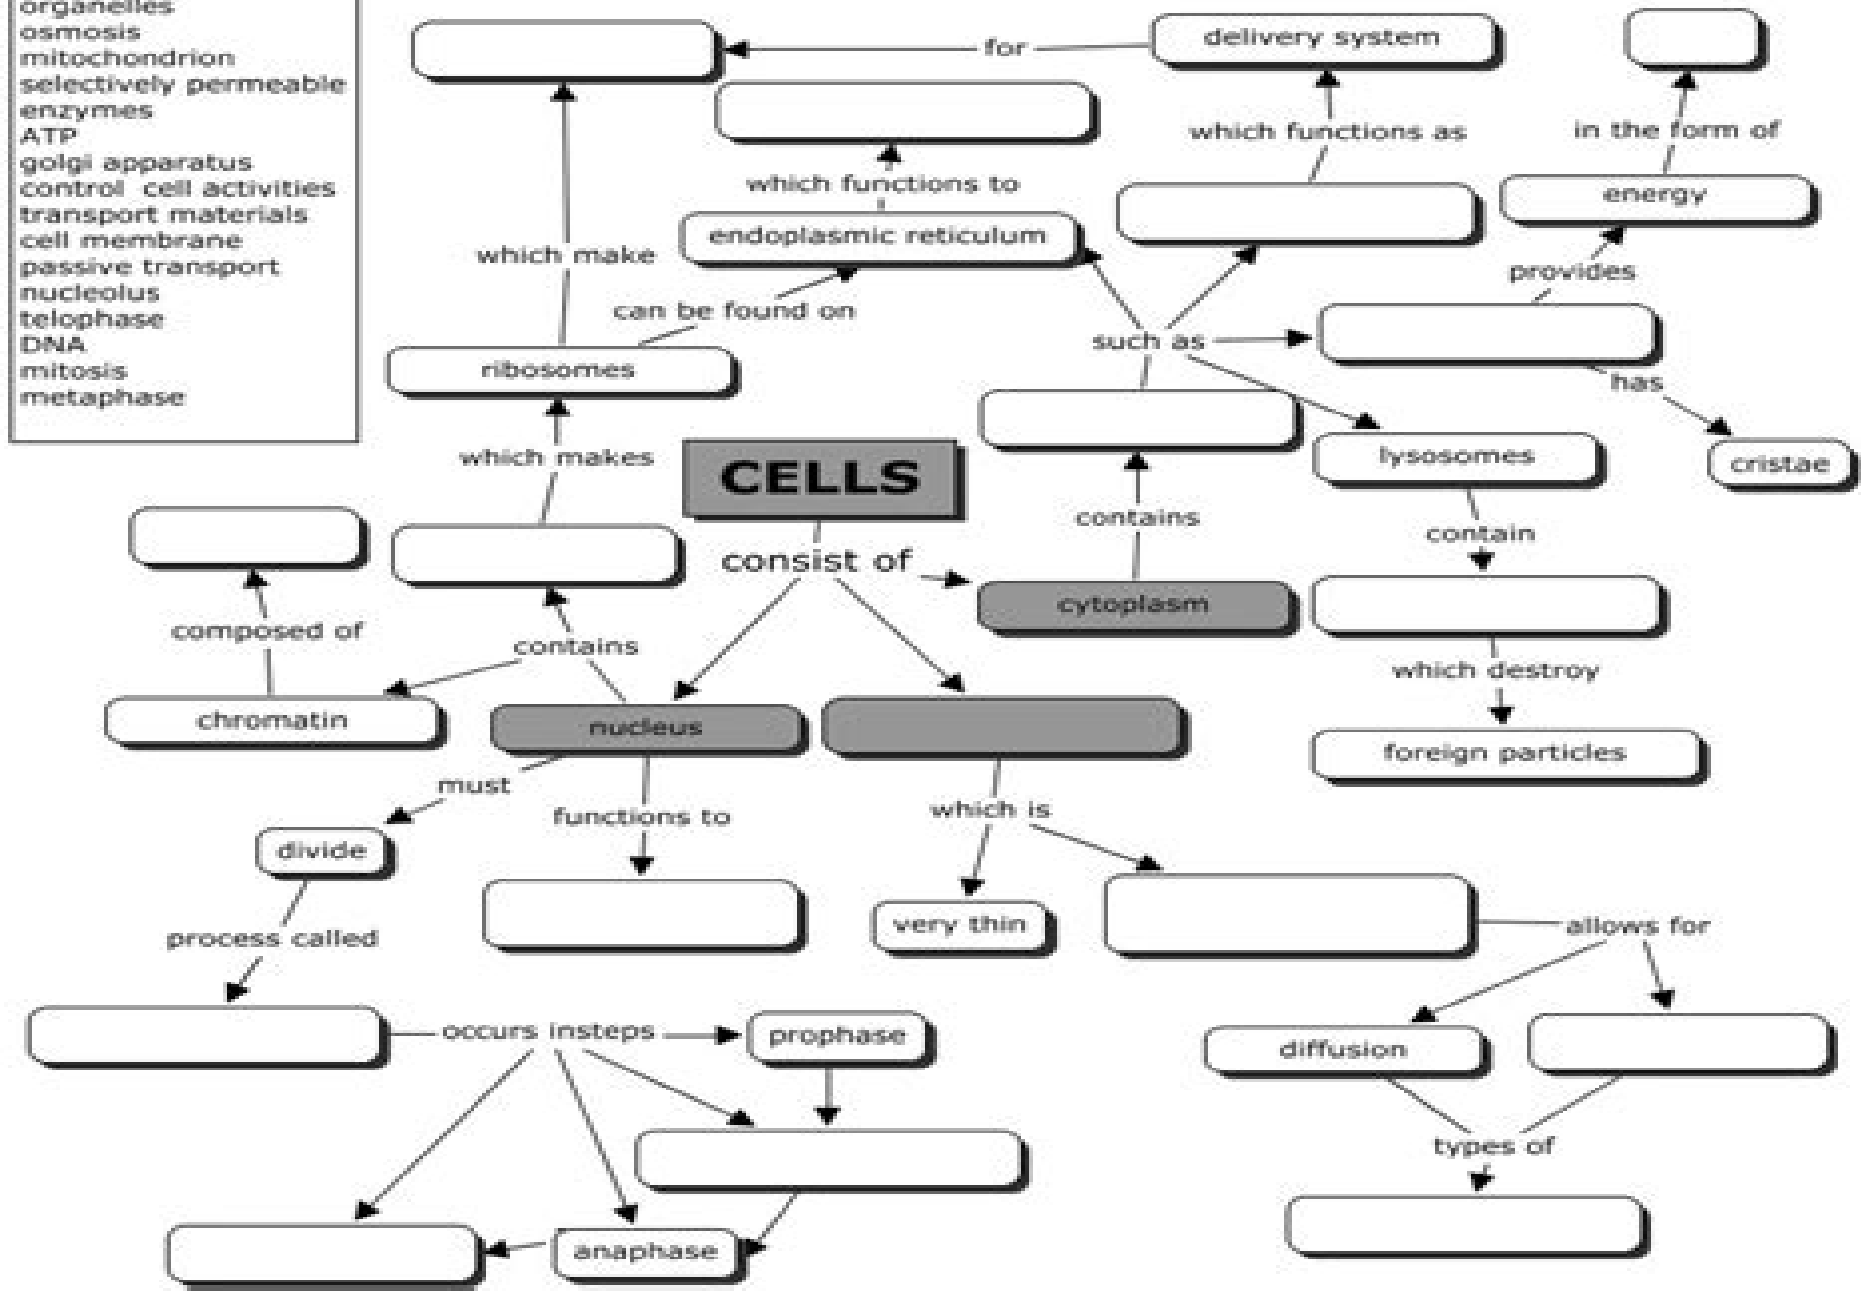 organelles
osmosis
mitochondrion
selectively permeable
enzymes
ATP
golgi apparatus
control cell activities
transport materials
cell membrane
passive transport
nucleolus
telophase
DNA
mitosis
metaphase
for
delivery system
which functions as
in the form of
which functions to
energy
endoplasmic reticulum
which make
provides
can be found on
such as
ribosomes
has
which makes
CELLS
lysosomes
cristae
contains
contain
consist of
cytoplasm
composed of
contains
which destroy
chromatin
nucleus
foreign particles
must
functions to
which is
divide
very thin
allows for
process called
occurs insteps
prophase
diffusion
types of
anaphase